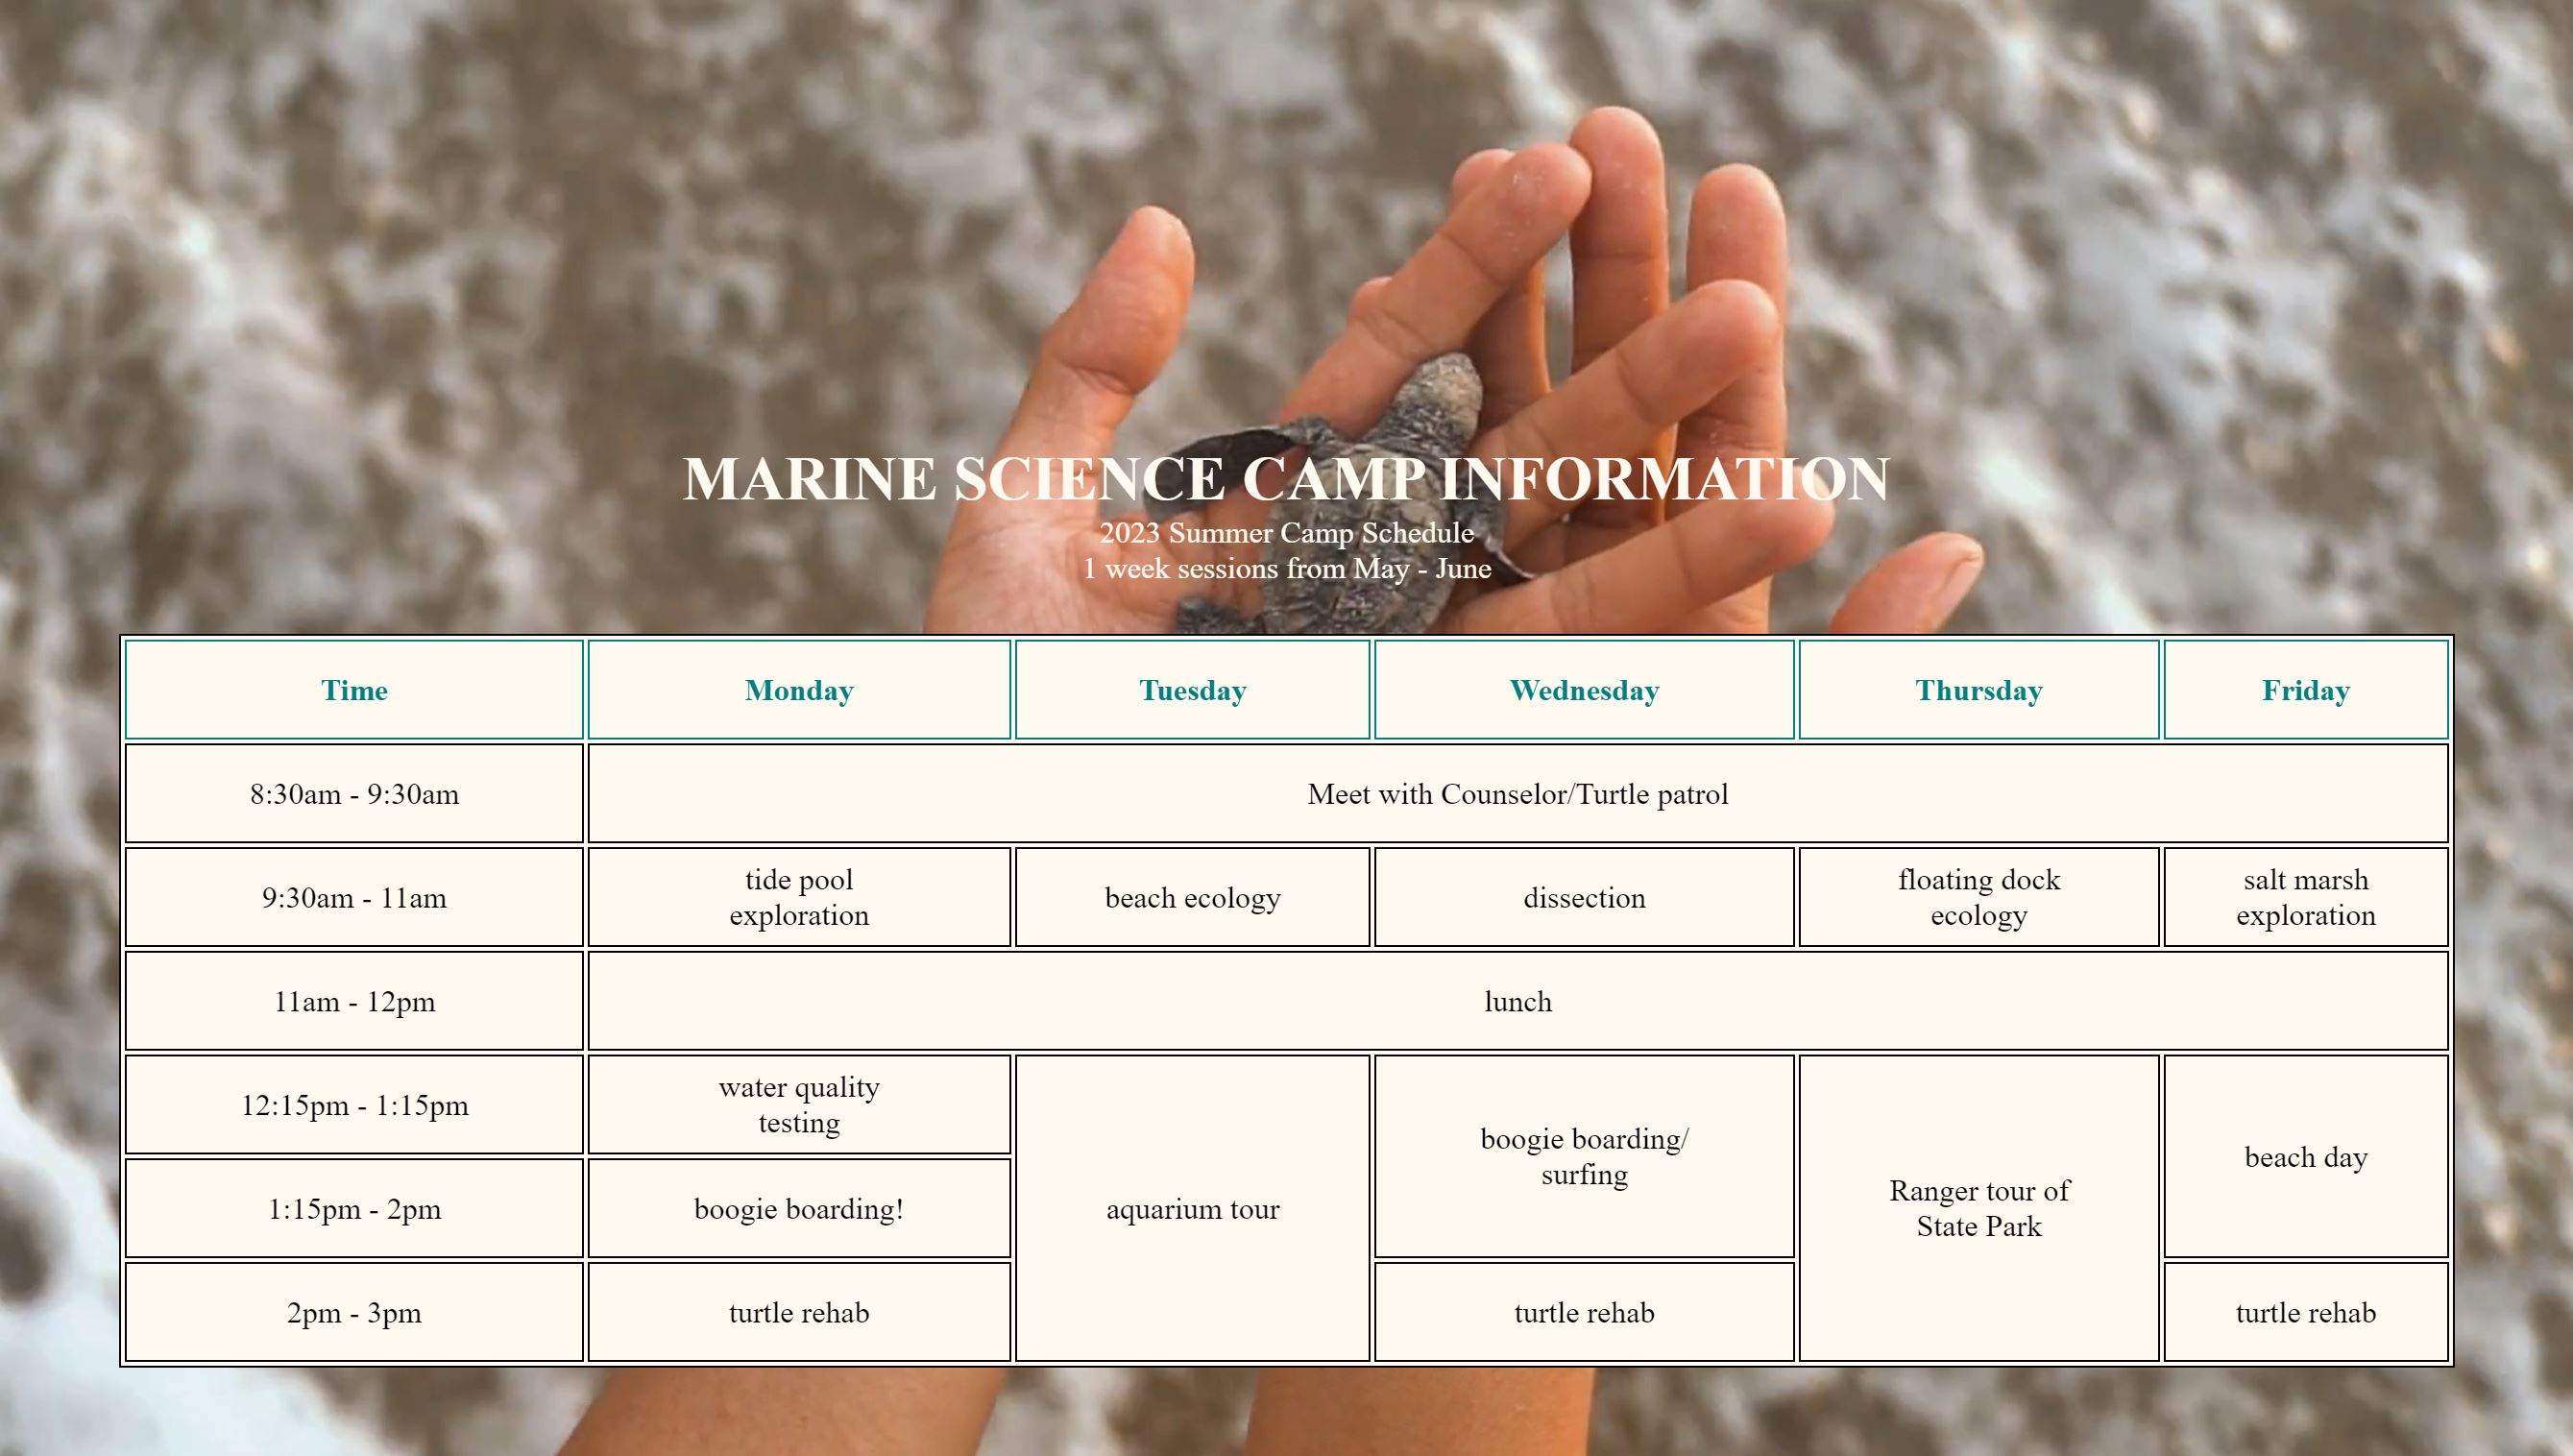 MARINE SCIENCE CAMP INFORMATION
2023 Summer Camp Schedule
1 week sessions from May - June
Time Monday Tuesday Wednesday Thursday Friday
8:30am - 9:30am Meet with Counselor/Turtle patrol
9:30am - 11am tide pool exploration beach ecology dissection floating dock ecology salt marsh exploration
11am - 12pm lunch
12:15pm - 1:15pm water quality testing aquarium tour boogie boarding/ surfing Ranger tour of State Park beach day
1:15pm - 2pm boogie boarding!
2pm - 3pm turtle rehab turtle rehab turtle rehab